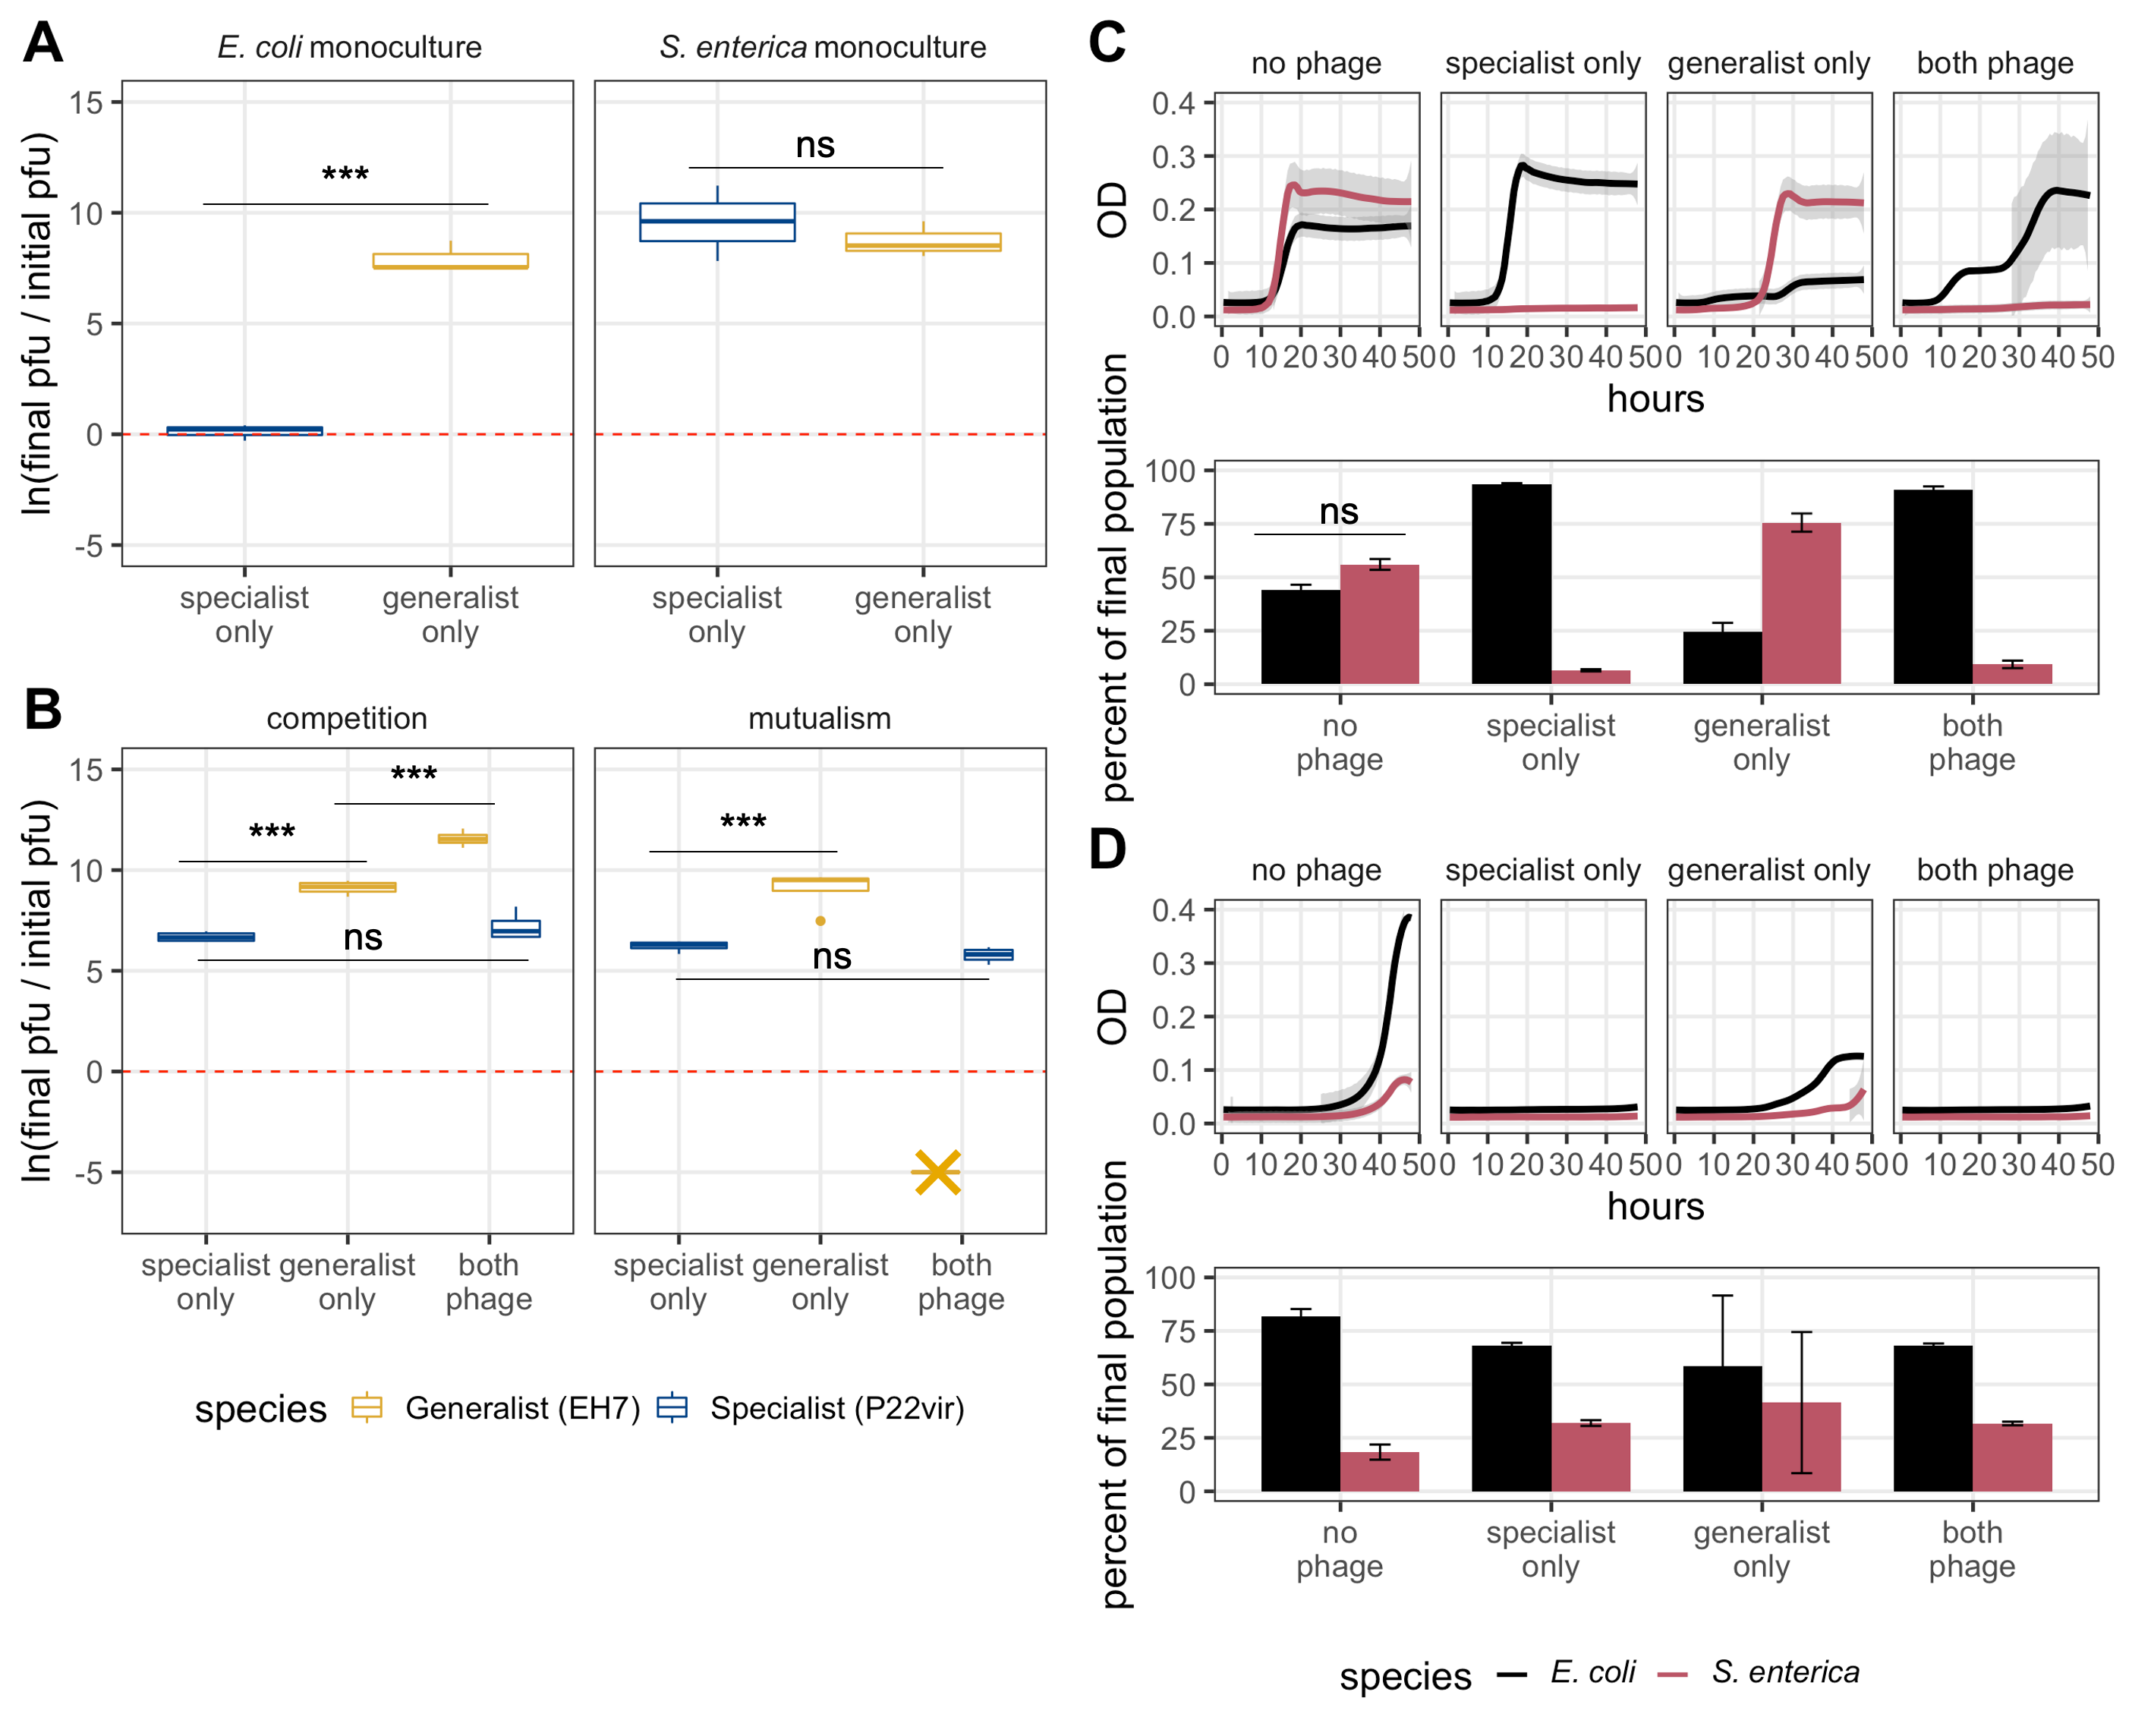 A
E. coli monoculture
S. enterica monoculture
ln(final pfu / initial pfu)
15
10
5
0
-5
***
ns
specialist only
generalist only
specialist only
generalist only
B
competition
mutualism
ln(final pfu / initial pfu)
15
10
5
0
-5
***
***
ns
***
ns
specialist only
generalist only
both phage
specialist only
generalist only
both phage
species
Generalist (EH7)
Specialist (P22vir)
C
no phage
specialist only
generalist only
both phage
OD
0.4
0.3
0.2
0.1
0.0
0 10 20 30 40 50
0 10 20 30 40 50
0 10 20 30 40 50
0 10 20 30 40 50
hours
percent of final population
100
75
50
25
0
ns
no phage
specialist only
generalist only
both phage
D
no phage
specialist only
generalist only
both phage
OD
0.4
0.3
0.2
0.1
0.0
0 10 20 30 40 50
0 10 20 30 40 50
0 10 20 30 40 50
0 10 20 30 40 50
hours
percent of final population
100
75
50
25
0
no phage
specialist only
generalist only
both phage
species
E. coli
S. enterica